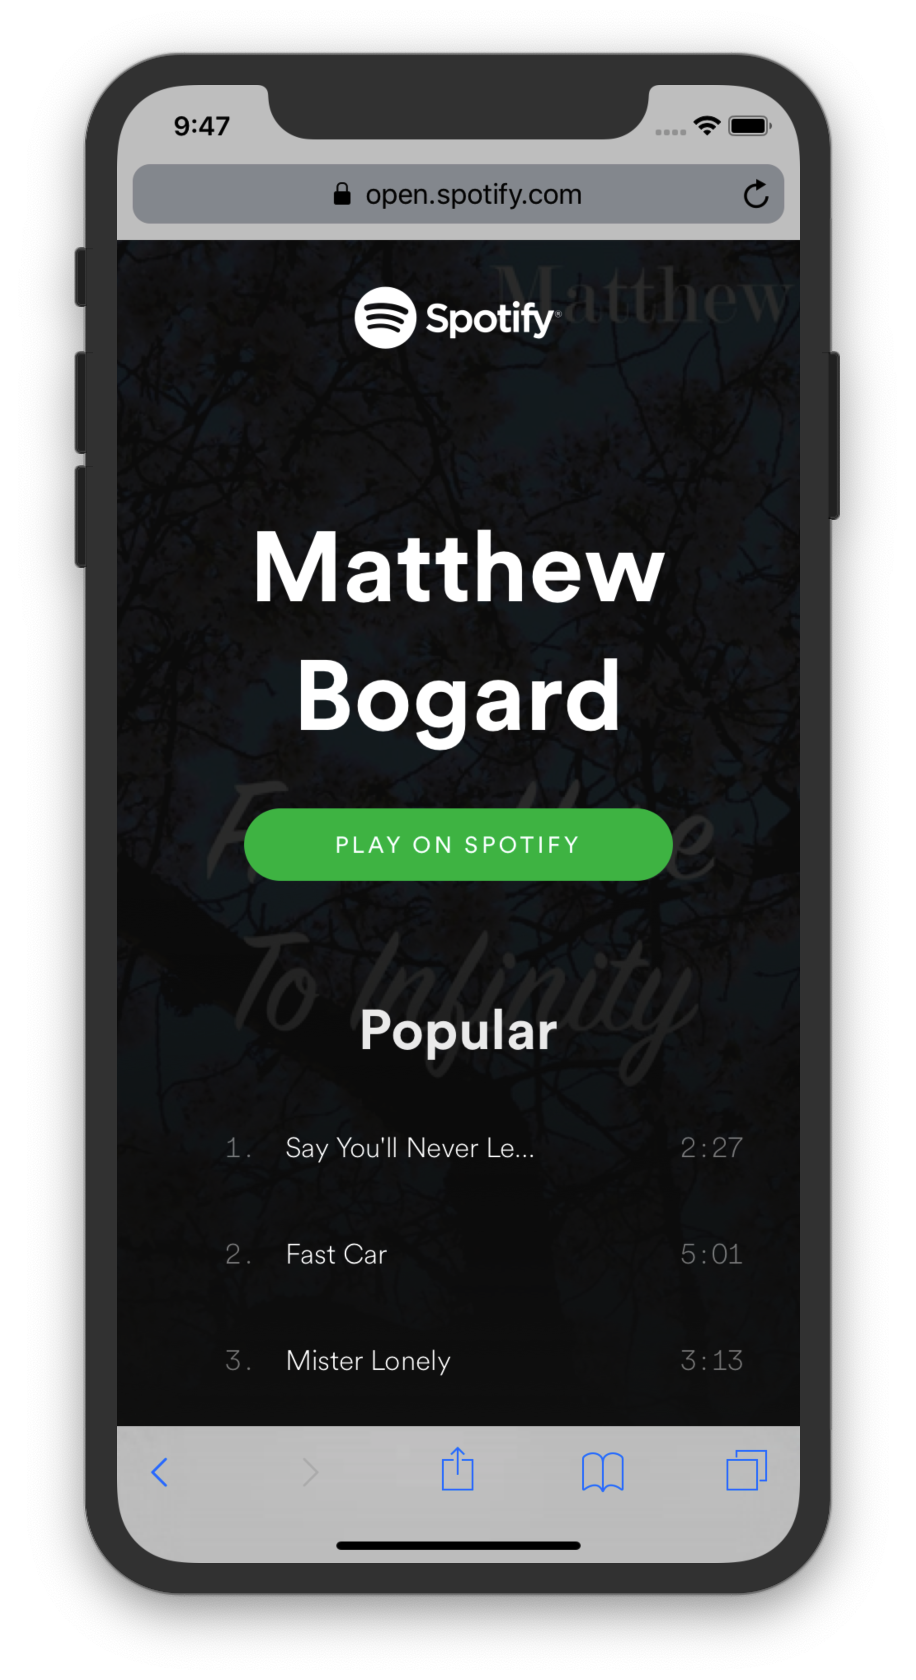 9:47
open.spotify.com
Spotify®
Matthew
Matthew
Bogard
PLAY ON SPOTIFY
To Infinity
Popular
1. Say You'll Never Le... 2:27
2. Fast Car 5:01
3. Mister Lonely 3:13